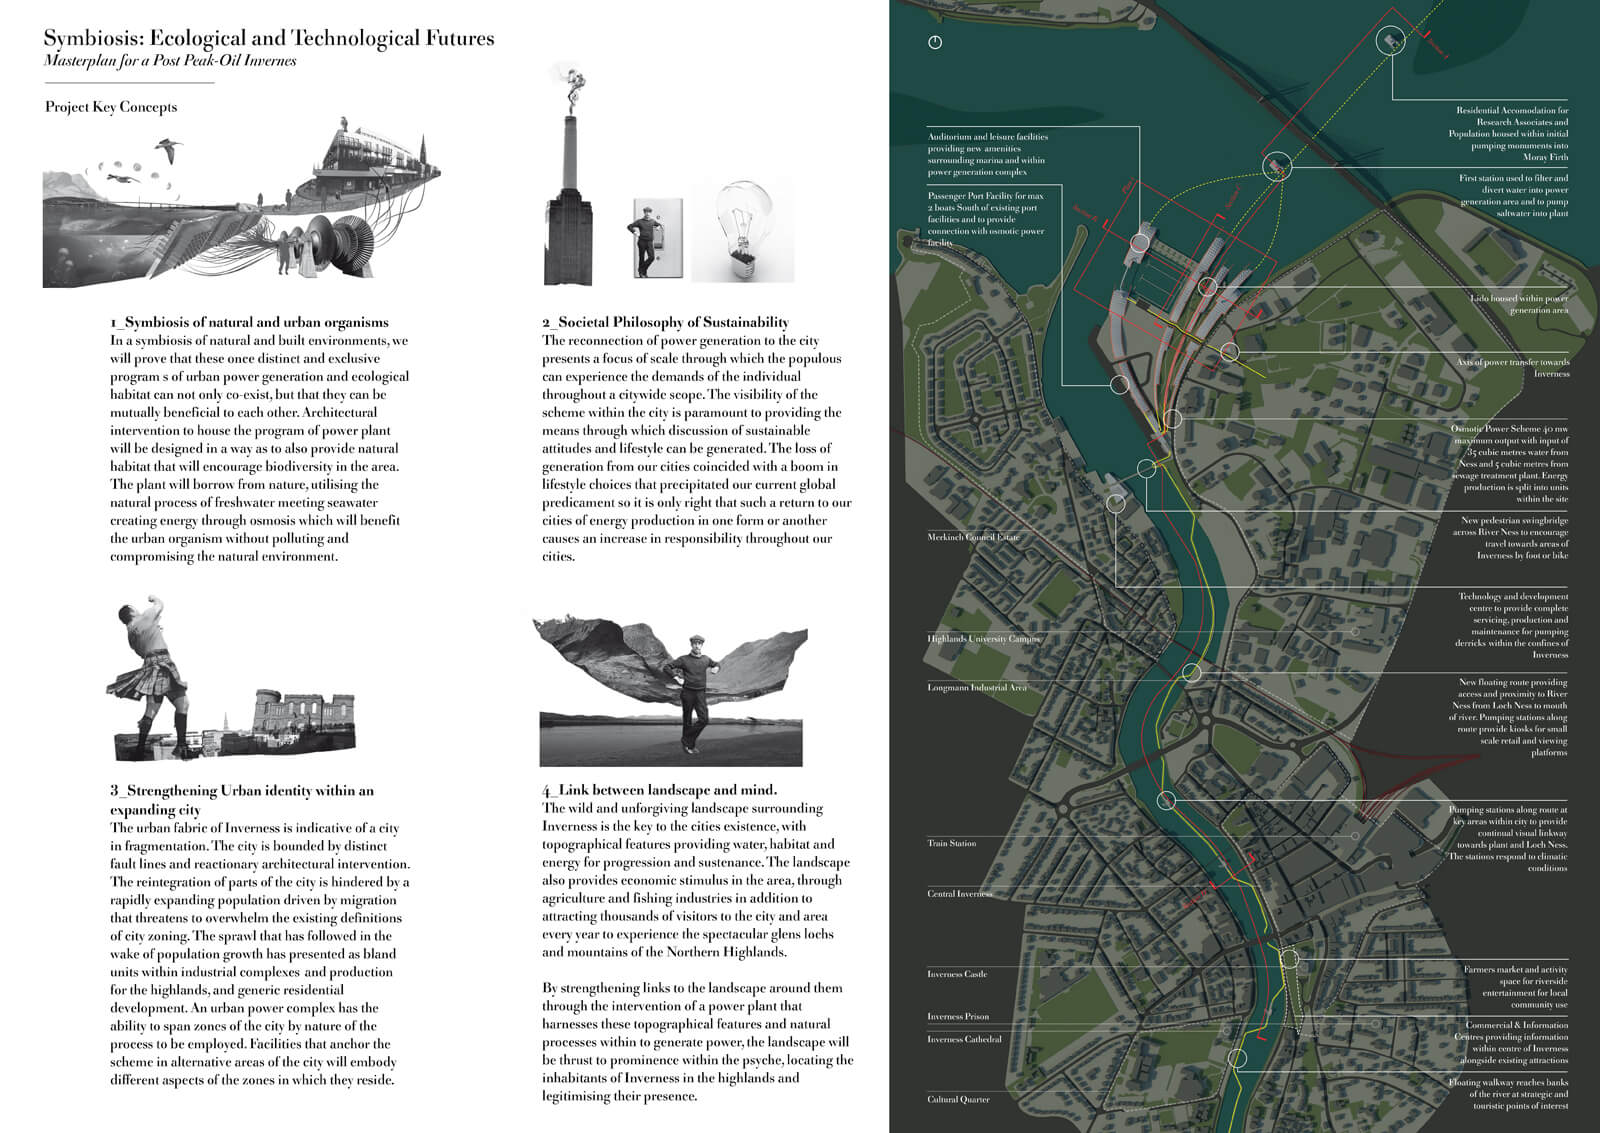 Symbiosis: Ecological and Technological Futures
Masterplan for a Post Peak-Oil Invernes
Project Key Concepts
1_Symbiosis of natural and urban organisms
In a symbiosis of natural and built environments, we
will prove that these once distinct and exclusive
program s of urban power generation and ecological
habitat can not only co-exist, but that they can be
mutually beneficial to each other. Architectural
intervention to house the program of power plant
will be designed in a way as to also provide natural
habitat that will encourage biodiversity in the area.
The plant will borrow from nature, utilising the
natural process of freshwater meeting seawater
creating energy through osmosis which will benefit
the urban organism without polluting and
compromising the natural environment.
2_Societal Philosophy of Sustainability
The reconnection of power generation to the city
presents a focus of scale through which the populous
can experience the demands of the individual
throughout a citywide scope. The visibility of the
scheme within the city is paramount to providing the
means through which discussion of sustainable
attitudes and lifestyle can be generated. The loss of
generation from our cities coincided with a boom in
lifestyle choices that precipitated our current global
predicament so it is only right that such a return to our
cities of energy production in one form or another
causes an increase in responsibility throughout our
cities.
3_Strengthening Urban identity within an
expanding city
The urban fabric of Inverness is indicative of a city
in fragmentation. The city is bounded by distinct
fault lines and reactionary architectural intervention.
The reintegration of parts of the city is hindered by a
rapidly expanding population driven by migration
that threatens to overwhelm the existing definitions
of city zoning. The sprawl that has followed in the
wake of population growth has presented as bland
units within industrial complexes and production
for the highlands, and generic residential
development. An urban power complex has the
ability to span zones of the city by nature of the
process to be employed. Facilities that anchor the
scheme in alternative areas of the city will embody
different aspects of the zones in which they reside.
4_Link between landscape and mind.
The wild and unforgiving landscape surrounding
Inverness is the key to the cities existence, with
topographical features providing water, habitat and
energy for progression and sustenance. The landscape
also provides economic stimulus in the area, through
agriculture and fishing industries in addition to
attracting thousands of visitors to the city and area
every year to experience the spectacular glens lochs
and mountains of the Northern Highlands.
By strengthening links to the landscape around them
through the intervention of a power plant that
harnesses these topographical features and natural
processes within to generate power, the landscape will
be thrust to prominence within the psyche, locating the
inhabitants of Inverness in the highlands and
legitimising their presence.
Auditorium and leisure facilities
providing new amenities
surrounding marina and within
power generation complex
Passenger Port Facility for max
2 boats South of existing port
facilities and to provide
connection with osmotic power
facility
Merkinch Council Estate
Highlands University Campus
Longmann Industrial Area
Train Station
Central Inverness
Inverness Castle
Inverness Prison
Inverness Cathedral
Cultural Quarter
Residential Accomodation for
Research Associates and
Population housed within initial
pumping monuments into
Moray Firth
First station used to filter and
divert water into power
generation area and to pump
saltwater into plant
Lido housed within power
generation area
Axis of power transfer towards
Inverness
Osmotic Power Scheme 40 mw
maximum output with input of
35 cubic metres water from
Ness and 5 cubic metres from
sewage treatment plant. Energy
production is split into units
within the site
New pedestrian swingbridge
across River Ness to encourage
travel towards areas of
Inverness by foot or bike
Technology and development
centre to provide complete
servicing, production and
maintenance for pumping
derricks within the confines of
Inverness
New floating route providing
access and proximity to River
Ness from Loch Ness to mouth
of river. Pumping stations along
route provide kiosks for small
scale retail and viewing
platforms
Pumping stations along route at
key areas within city to provide
continual visual linkway
towards plant and Loch Ness.
The stations respond to climatic
conditions
Farmers market and activity
space for riverside
entertainment for local
community use
Commercial & Information
Centres providing information
within centre of Inverness
alongside existing attractions
Floating walkway reaches banks
of the river at strategic and
touristic points of interest